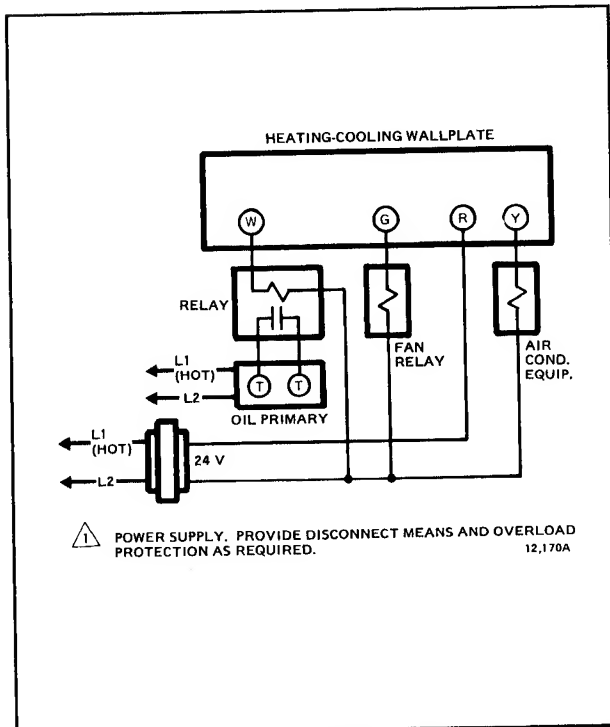 HEATING-COOLING WALLPLATE
W G R Y
RELAY
FAN
RELAY
AIR
COND.
EQUIP.
L1
(HOT)
L2
T T
OIL PRIMARY
L1
(HOT)
L2
24 V
1 POWER SUPPLY. PROVIDE DISCONNECT MEANS AND OVERLOAD
PROTECTION AS REQUIRED.
12,170A